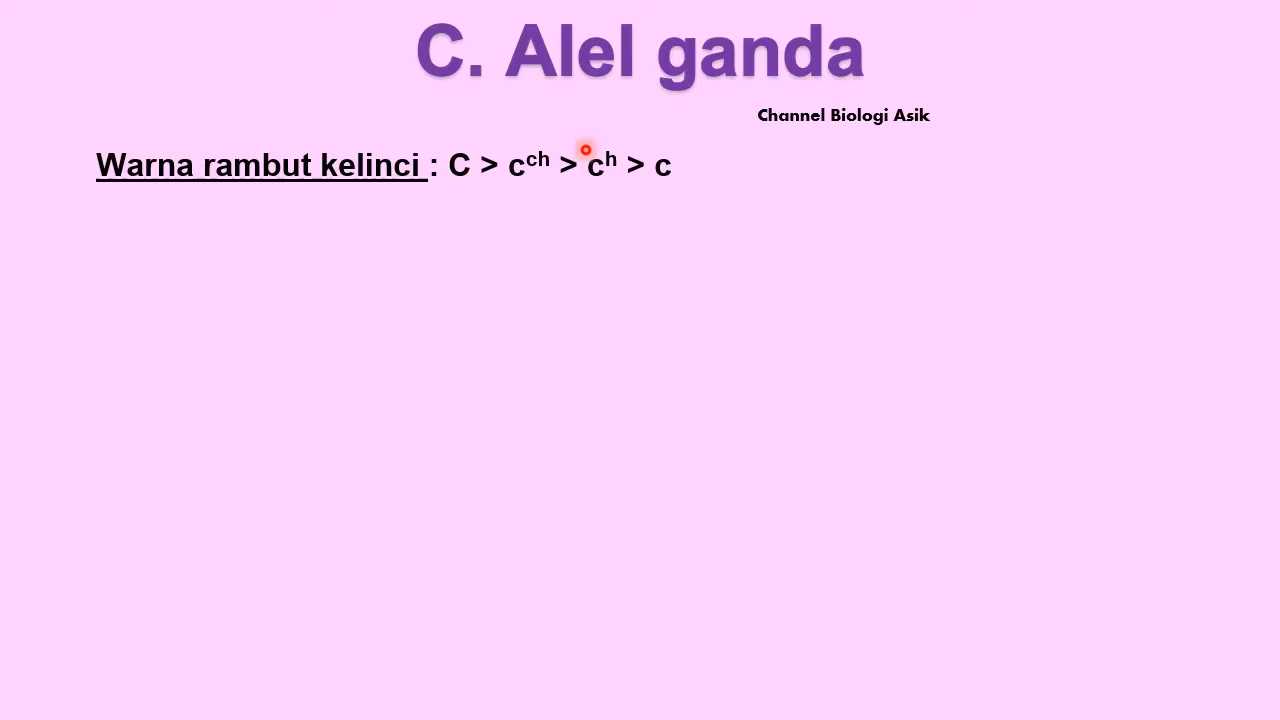 C. Alel ganda
Channel Biologi Asik
Warna rambut kelinci : C > cᶜʰ > cʰ > c